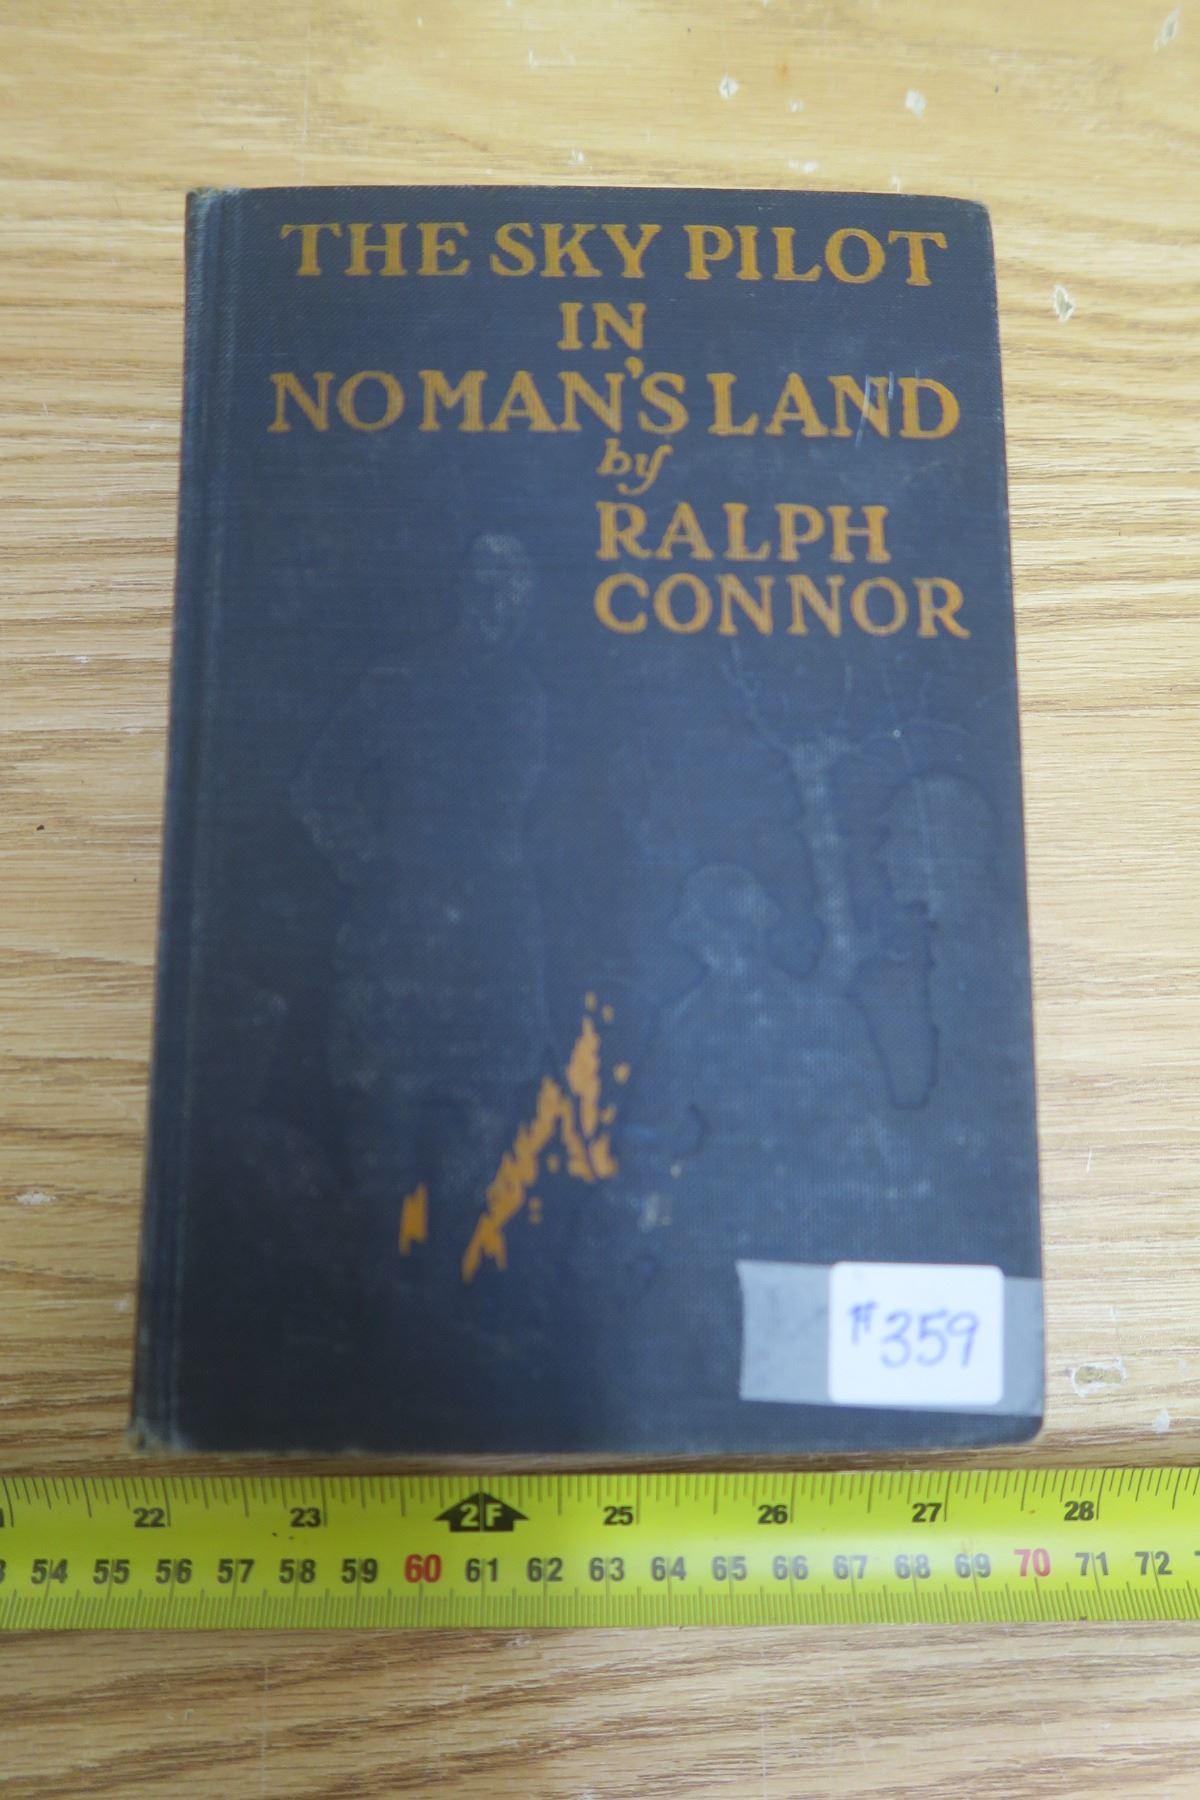 THE SKY PILOT
IN
NO MAN'S LAND
by
RALPH
CONNOR
#359
22 23 2F 25 26 27 28
54 55 56 57 58 59 60 61 62 63 64 65 66 67 68 69 70 71 72